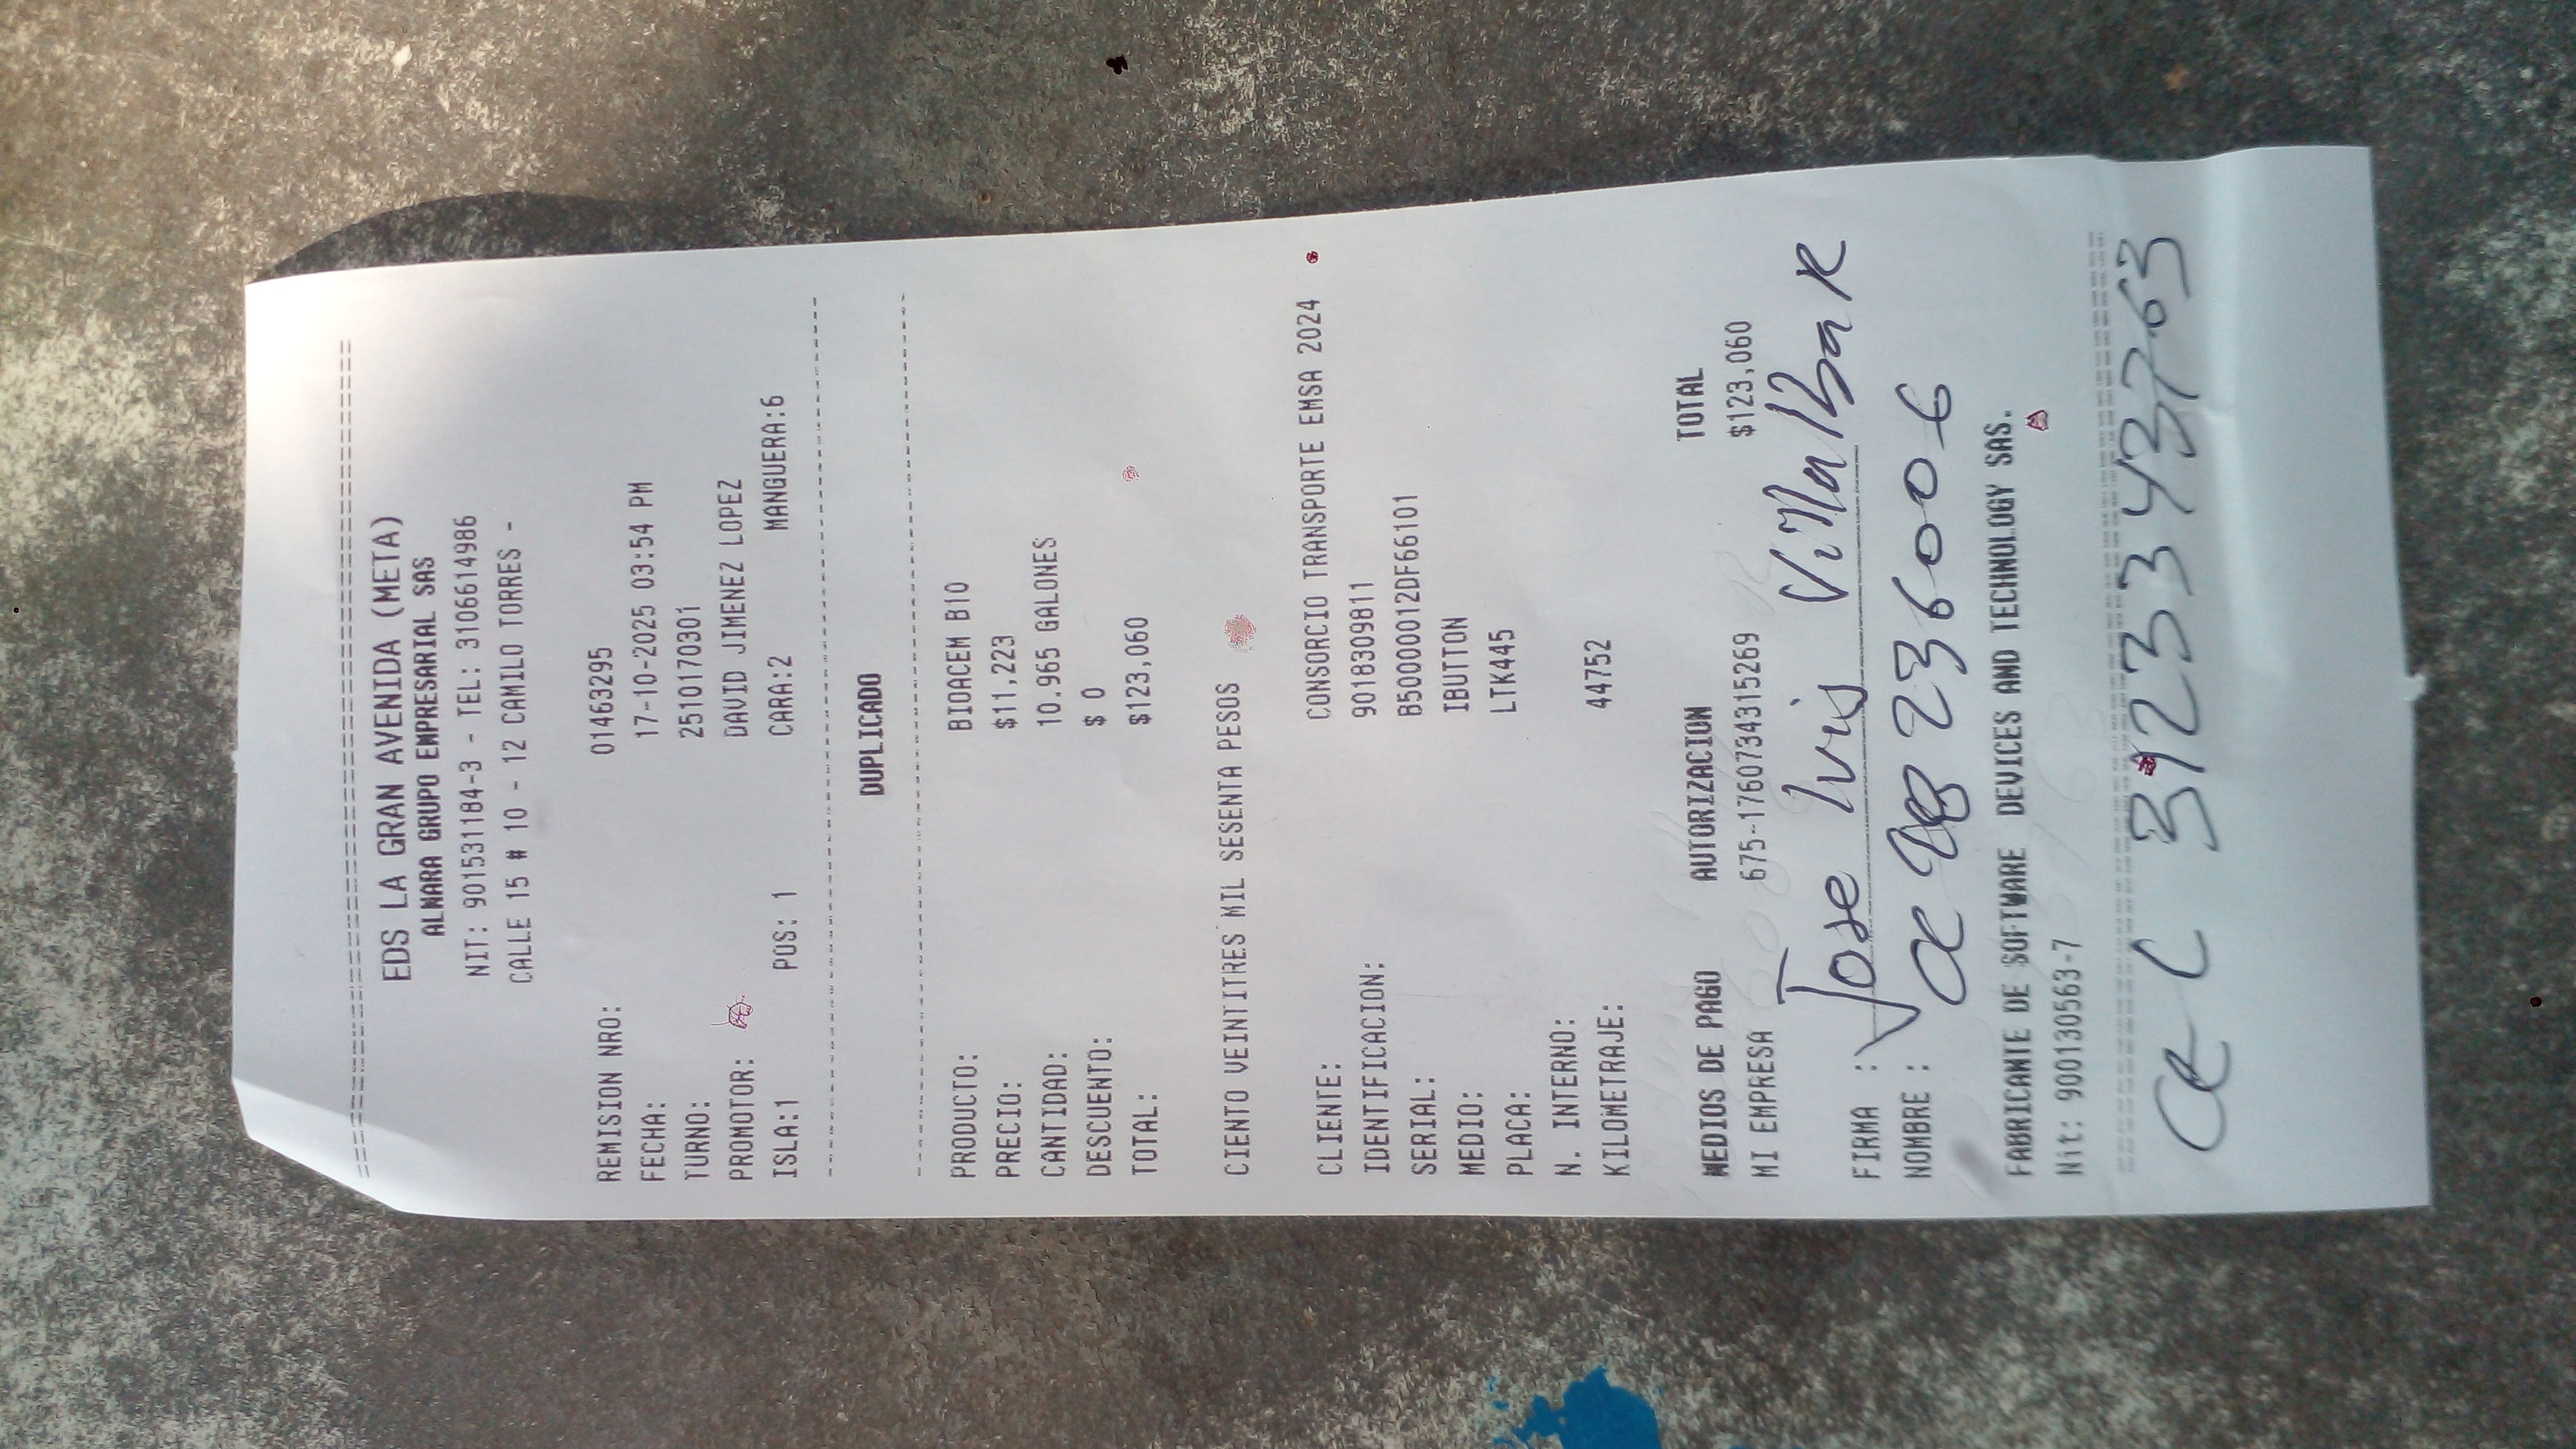 ================================================
EDS LA GRAN AVENIDA (META)
ALMARA GRUPO EMPRESARIAL SAS
NIT: 901531184-3 - TEL: 3106614986
CALLE 15 # 10 - 12 CAMILO TORRES -
REMISION NRO: 01463295
FECHA: 17-10-2025 03:54 PM
TURNO: 2510170301
PROMOTOR: DAVID JIMENEZ LOPEZ
ISLA:1 POS: 1 CARA:2 MANGUERA:6
------------------------------------------------
DUPLICADO
------------------------------------------------
PRODUCTO: BIOACEM B10
PRECIO: $11,223
CANTIDAD: 10.965 GALONES
DESCUENTO: $ 0
TOTAL: $123,060
CIENTO VEINTITRES MIL SESENTA PESOS
CLIENTE: CONSORCIO TRANSPORTE EMSA 2024
IDENTIFICACION: 9018309811
SERIAL: B50000012DF66101
MEDIO: IBUTTON
PLACA: LTK445
N. INTERNO:
KILOMETRAJE: 44752
MEDIOS DE PAGO AUTORIZACION TOTAL
MI EMPRESA 675-1760734315269 $123,060
FIRMA : Jose luis Villalba R
NOMBRE : 236006
FABRICANTE DE SOFTWARE DEVICES AND TECHNOLOGY SAS.
Nit: 900130563-7
================================================
3123343763